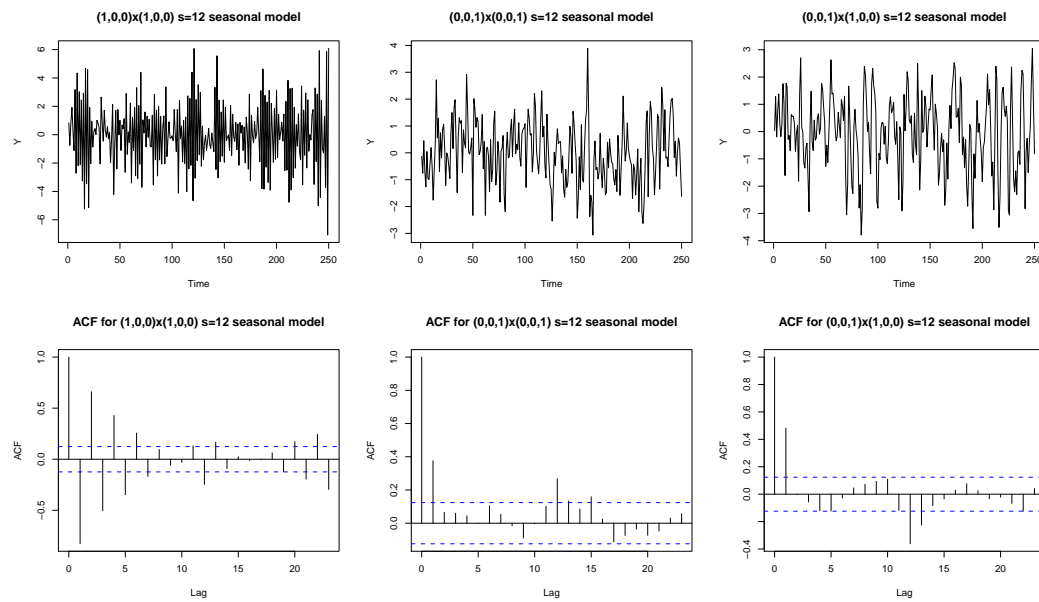 (1,0,0)x(1,0,0) s=12 seasonal model
Y
6
4
2
0
−2
−4
−6
0 50 100 150 200 250
Time
(0,0,1)x(0,0,1) s=12 seasonal model
Y
4
3
2
1
0
−1
−2
−3
0 50 100 150 200 250
Time
(0,0,1)x(1,0,0) s=12 seasonal model
Y
3
2
1
0
−1
−2
−3
−4
0 50 100 150 200 250
Time
ACF for (1,0,0)x(1,0,0) s=12 seasonal model
ACF
1.0
0.5
0.0
−0.5
0 5 10 15 20
Lag
ACF for (0,0,1)x(0,0,1) s=12 seasonal model
ACF
1.0
0.8
0.6
0.4
0.2
0.0
0 5 10 15 20
Lag
ACF for (0,0,1)x(1,0,0) s=12 seasonal model
ACF
1.0
0.8
0.6
0.4
0.2
0.0
−0.4
0 5 10 15 20
Lag